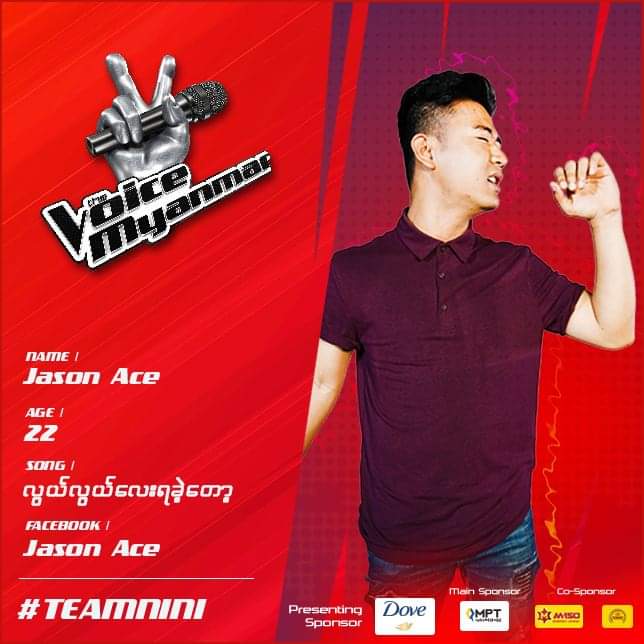 The
Voice
Myanmar
NAME /
Jason Ace
AGE /
22
SONG /
လွယ်လွယ်လေးရခဲ့တော့
FACEBOOK /
Jason Ace
#TEAMNINI
Presenting
Sponsor
Dove
Main Sponsor
MPT
Co-Sponsor